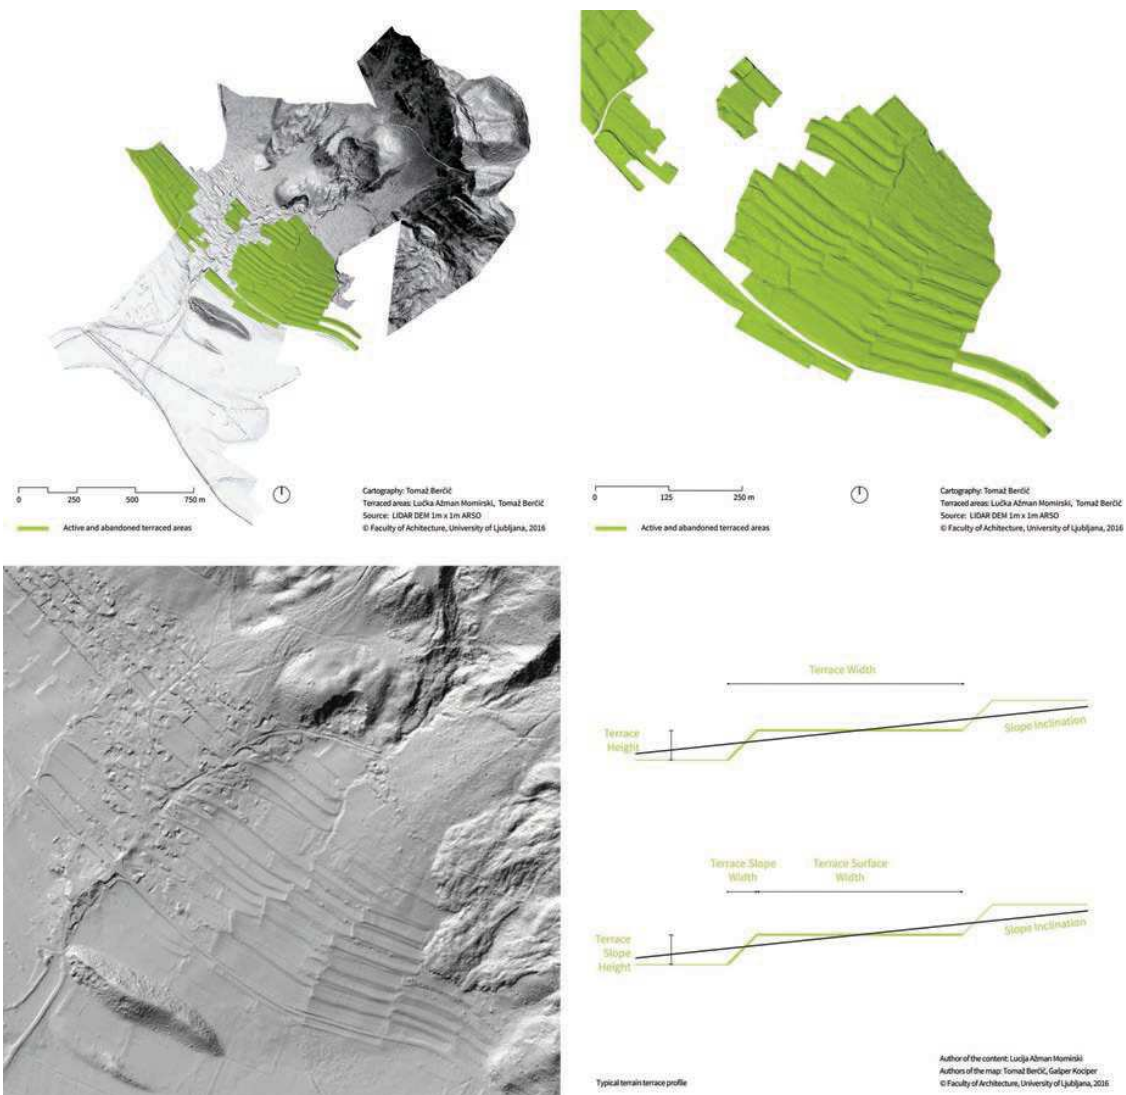 0
250
500
750 m
Active and abandoned terraced areas
Cartography: Tomaž Berčič
Terraced areas: Lučka Ažman Momirski, Tomaž Berčič
Source: LIDAR DEM 1m x 1m ARSO
© Faculty of Achitecture, University of Ljubljana, 2016
0
125
250 m
Active and abandoned terraced areas
Cartography: Tomaž Berčič
Terraced areas: Lučka Ažman Momirski, Tomaž Berčič
Source: LIDAR DEM 1m x 1m ARSO
© Faculty of Achitecture, University of Ljubljana, 2016
Terrace Width
Terrace
Height
Slope Inclination
Terrace Slope
Width
Terrace Surface
Width
Terrace
Slope
Height
Slope Inclination
Typical terrain terrace profile
Author of the content: Lucija Ažman Momirski
Authors of the map: Tomaž Berčič, Gašper Kociper
© Faculty of Architecture, University of Ljubljana, 2016